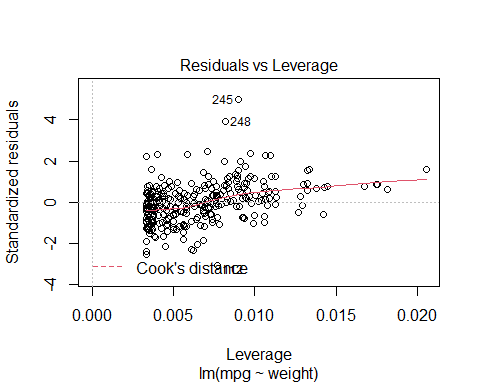 Residuals vs Leverage
Standardized residuals
4
2
0
-2
-4
245
248
Cook's distance
0.000 0.005 0.010 0.015 0.020
Leverage
lm(mpg ~ weight)